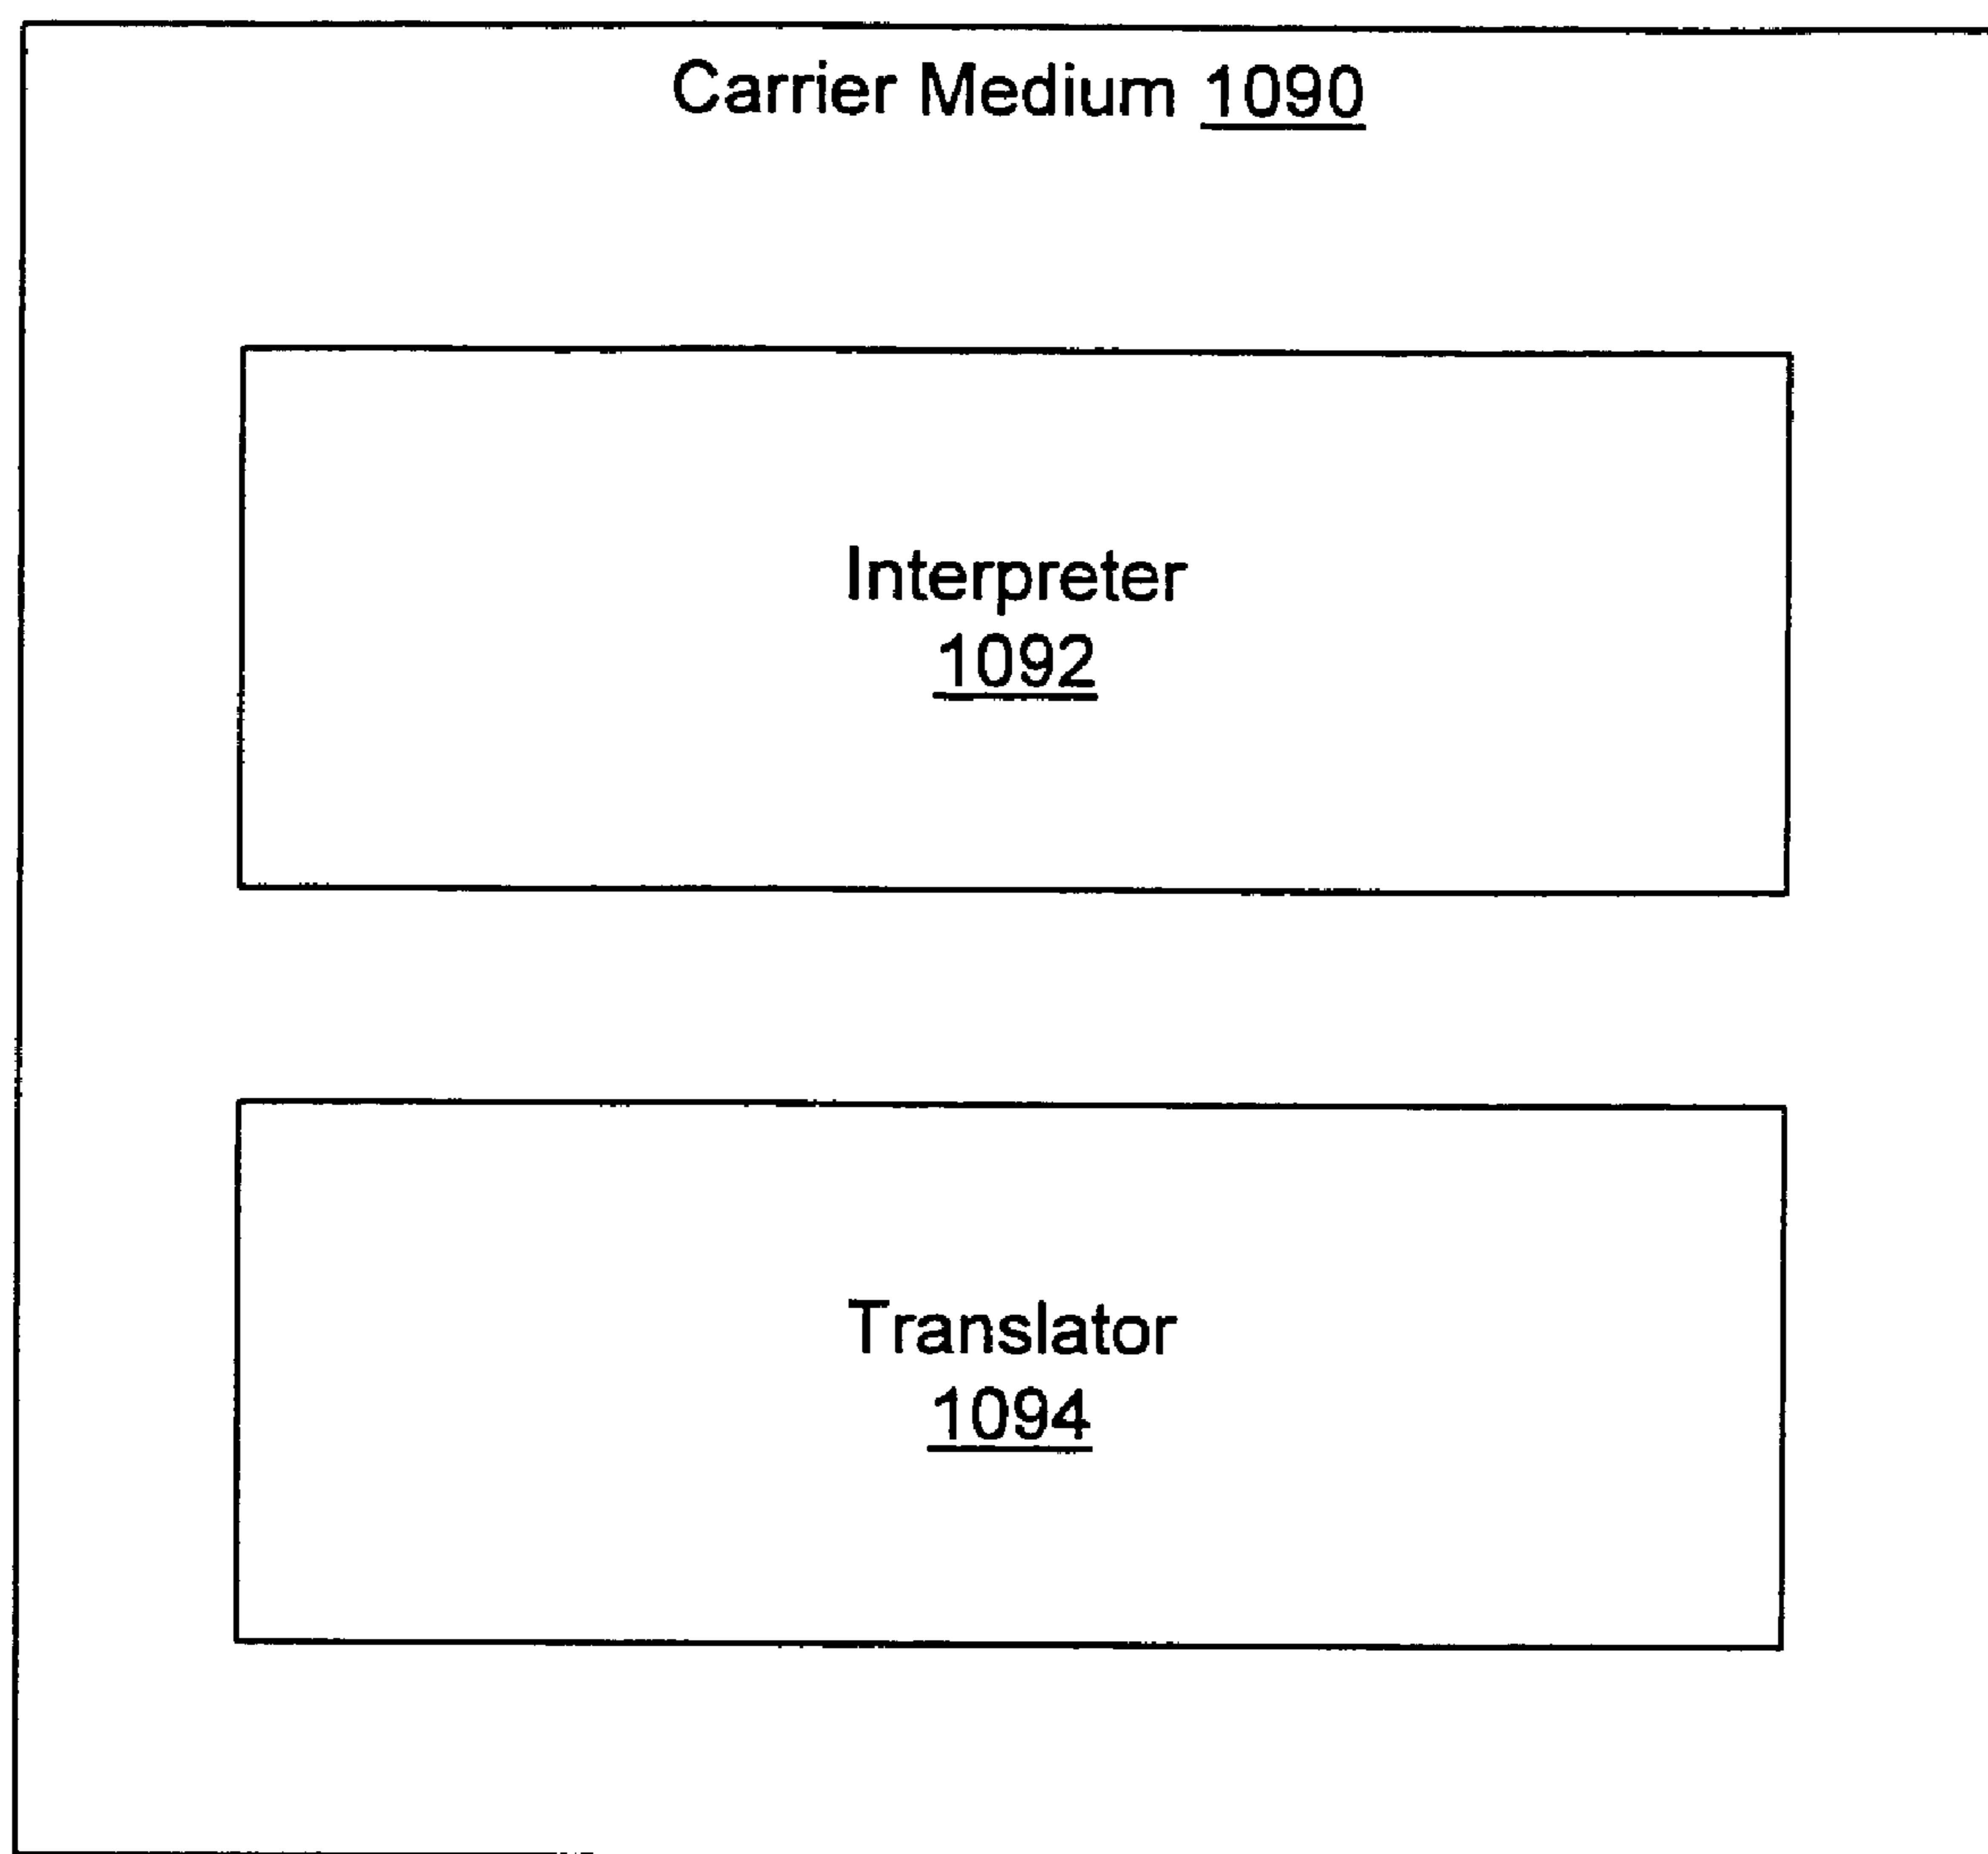 Carrier Medium 1090
Interpreter
1092
Translator
1094